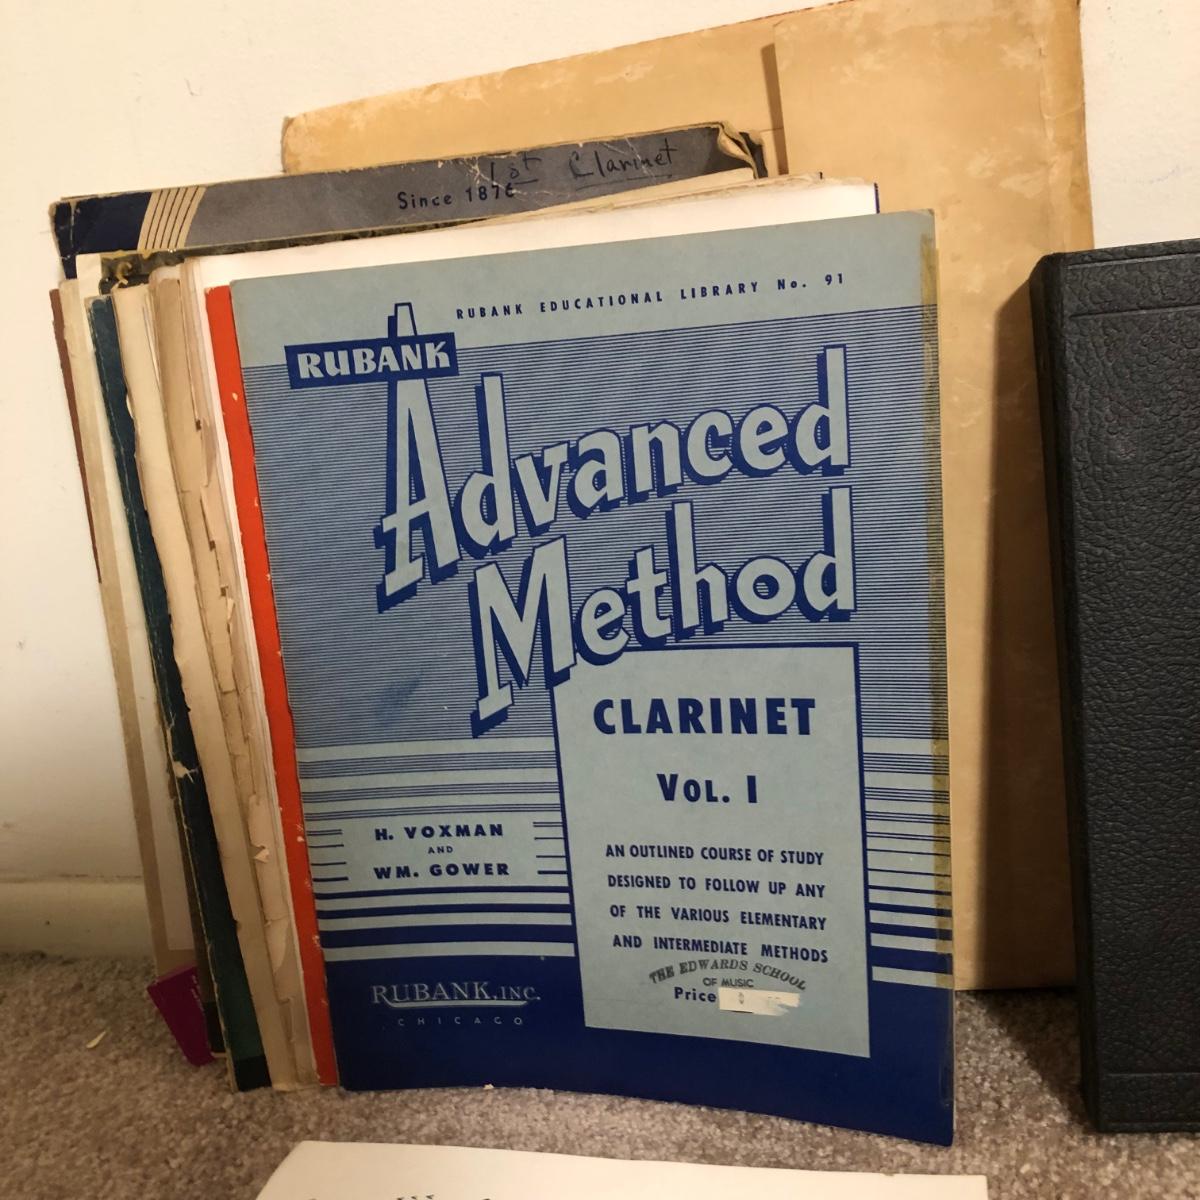 1st Clarinet
Since 1876
RUBANK EDUCATIONAL LIBRARY No. 91
RUBANK
Advanced
Method
CLARINET
VOL. I
H. VOXMAN
AND
WM. GOWER
AN OUTLINED COURSE OF STUDY
DESIGNED TO FOLLOW UP ANY
OF THE VARIOUS ELEMENTARY
AND INTERMEDIATE METHODS
THE EDWARDS SCHOOL
OF MUSIC
Price
RUBANK, INC.
CHICAGO